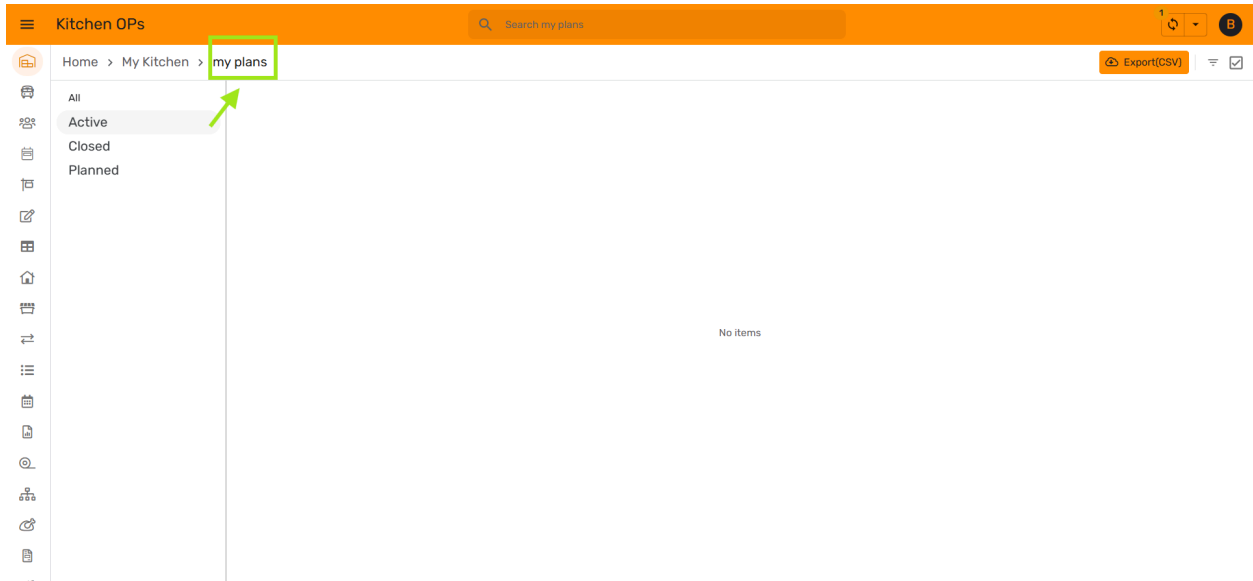 Kitchen OPs
Search my plans
1
B
Home > My Kitchen > my plans
Export(CSV)
All
Active
Closed
Planned
No items